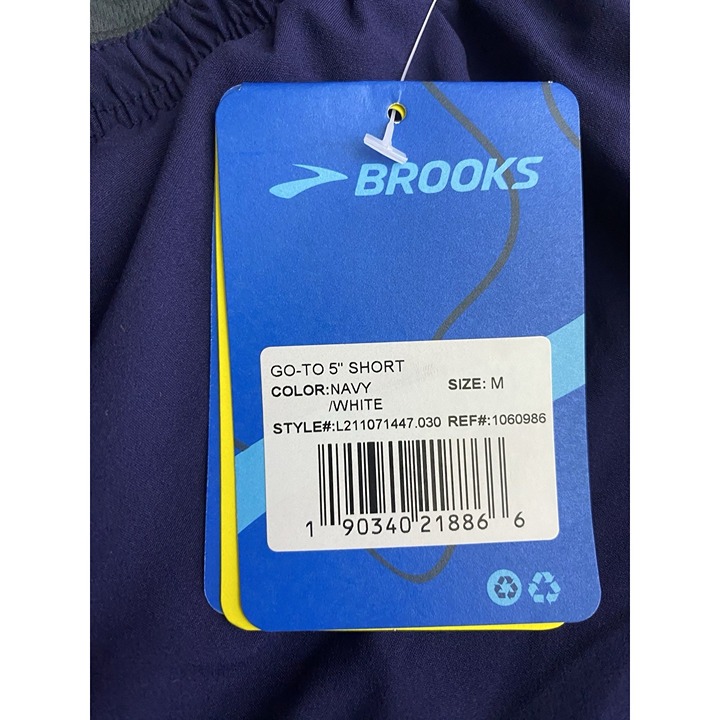 BROOKS
GO-TO 5" SHORT
COLOR:NAVY SIZE: M
/WHITE
STYLE#:L211071447.030 REF#:1060986
1 90340 21886 6